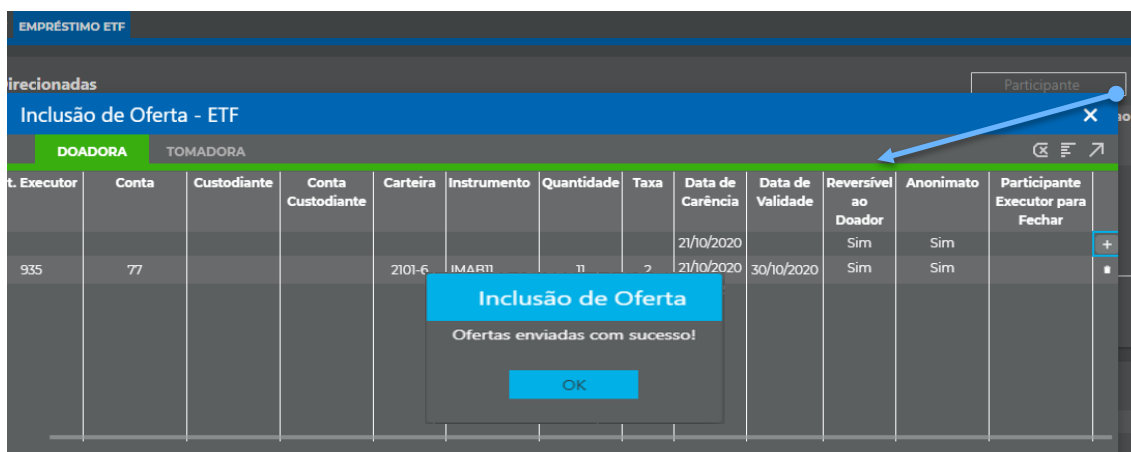 EMPRÉSTIMO ETF
irecionadas
Participante
Inclusão de Oferta - ETF
DOADORA TOMADORA
t. Executor Conta Custodiante Conta Custodiante Carteira Instrumento Quantidade Taxa Data de Carência Data de Validade Reversível ao Doador Anonimato Participante Executor para Fechar
21/10/2020 Sim Sim
935 77 2101-6 IMAB11 11 2 21/10/2020 30/10/2020 Sim Sim
Inclusão de Oferta
Ofertas enviadas com sucesso!
OK